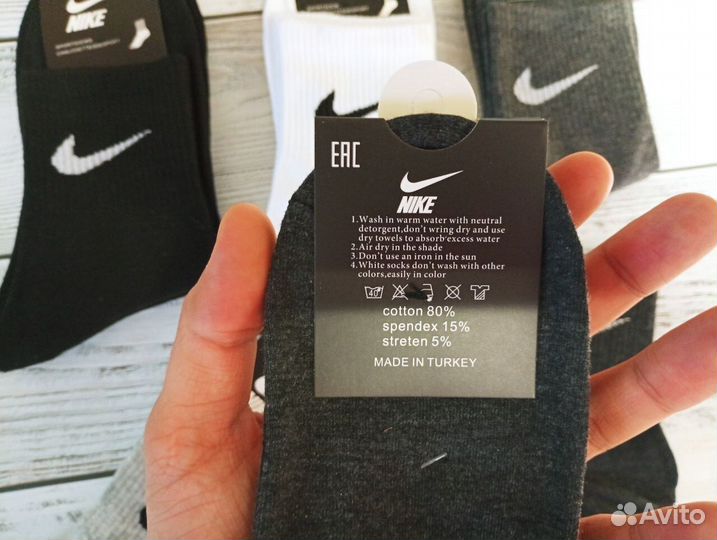 NIKE
EAC
NIKE
1.Wash in warm water with neutral
detorgent,don't wring dry and use
dry towels to absorb'excess water
2.Air dry in the shade
3.Don't use an iron in the sun
4.White socks don't wash with other
colors,easily in color
40°
cotton 80%
spendex 15%
streten 5%
MADE IN TURKEY
Avito